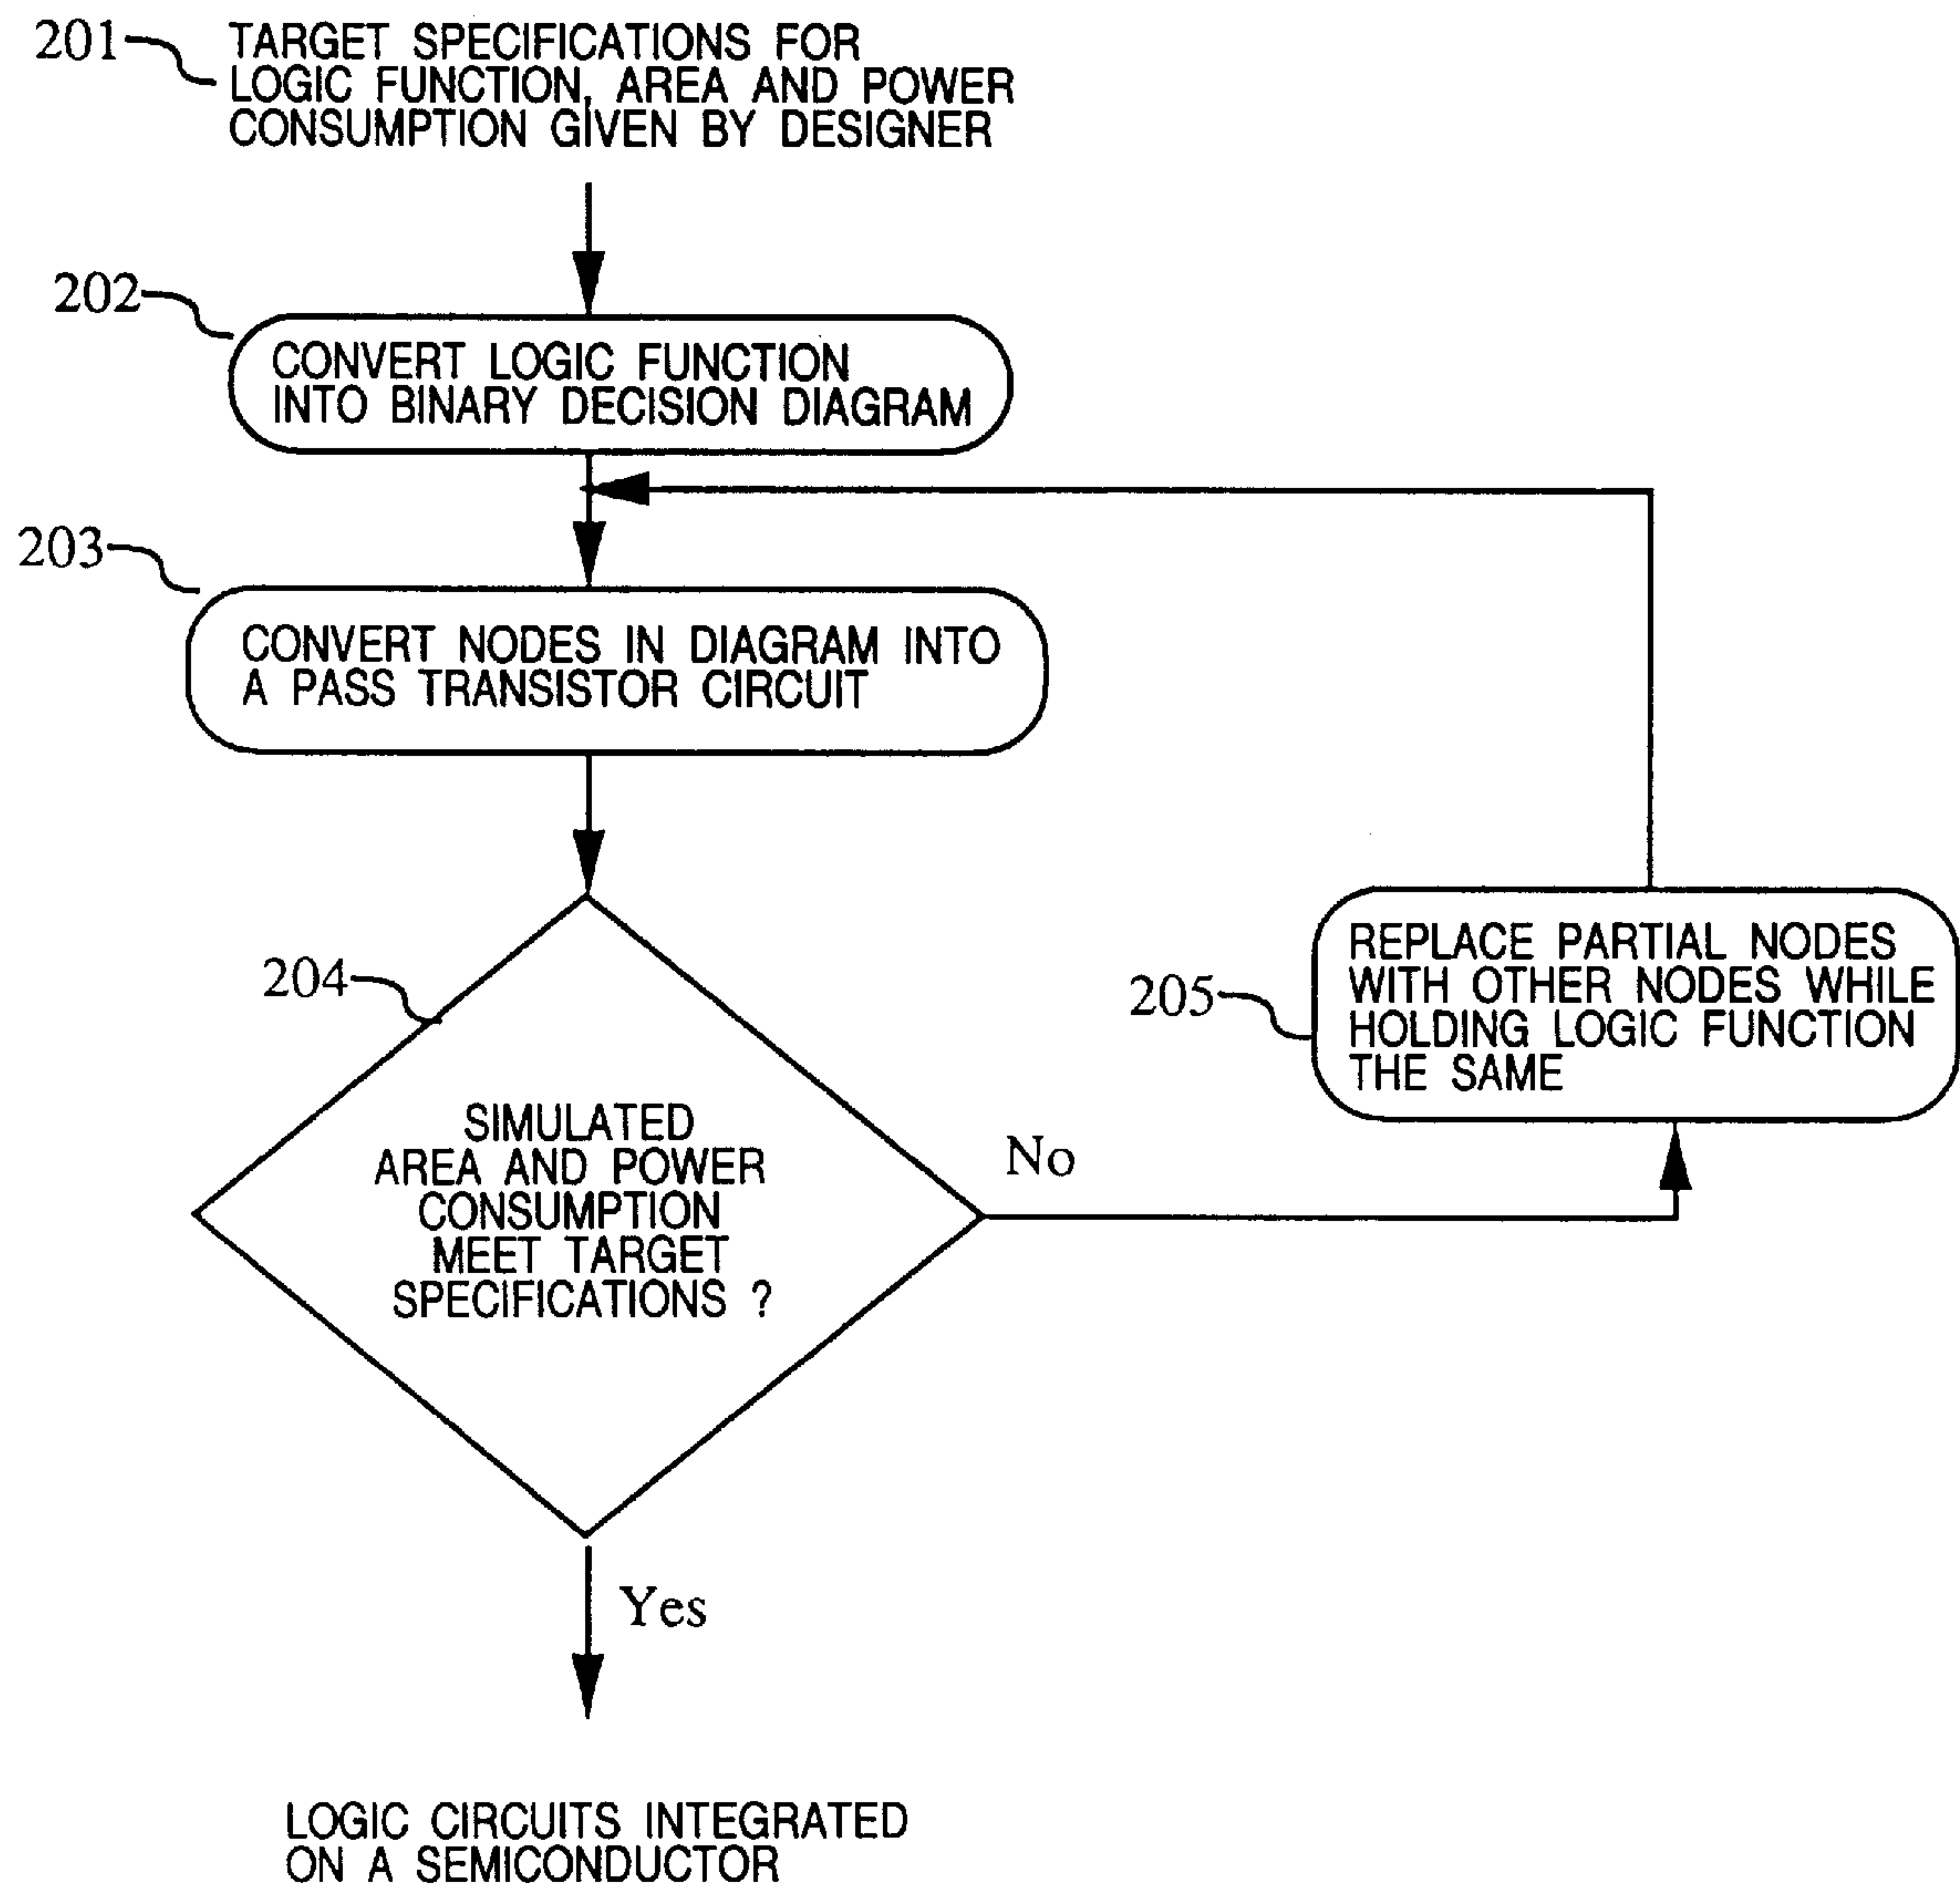 201
TARGET SPECIFICATIONS FOR
LOGIC FUNCTION, AREA AND POWER
CONSUMPTION GIVEN BY DESIGNER
202
CONVERT LOGIC FUNCTION
INTO BINARY DECISION DIAGRAM
203
CONVERT NODES IN DIAGRAM INTO
A PASS TRANSISTOR CIRCUIT
204
SIMULATED
AREA AND POWER
CONSUMPTION
MEET TARGET
SPECIFICATIONS ?
No
205
REPLACE PARTIAL NODES
WITH OTHER NODES WHILE
HOLDING LOGIC FUNCTION
THE SAME
Yes
LOGIC CIRCUITS INTEGRATED
ON A SEMICONDUCTOR